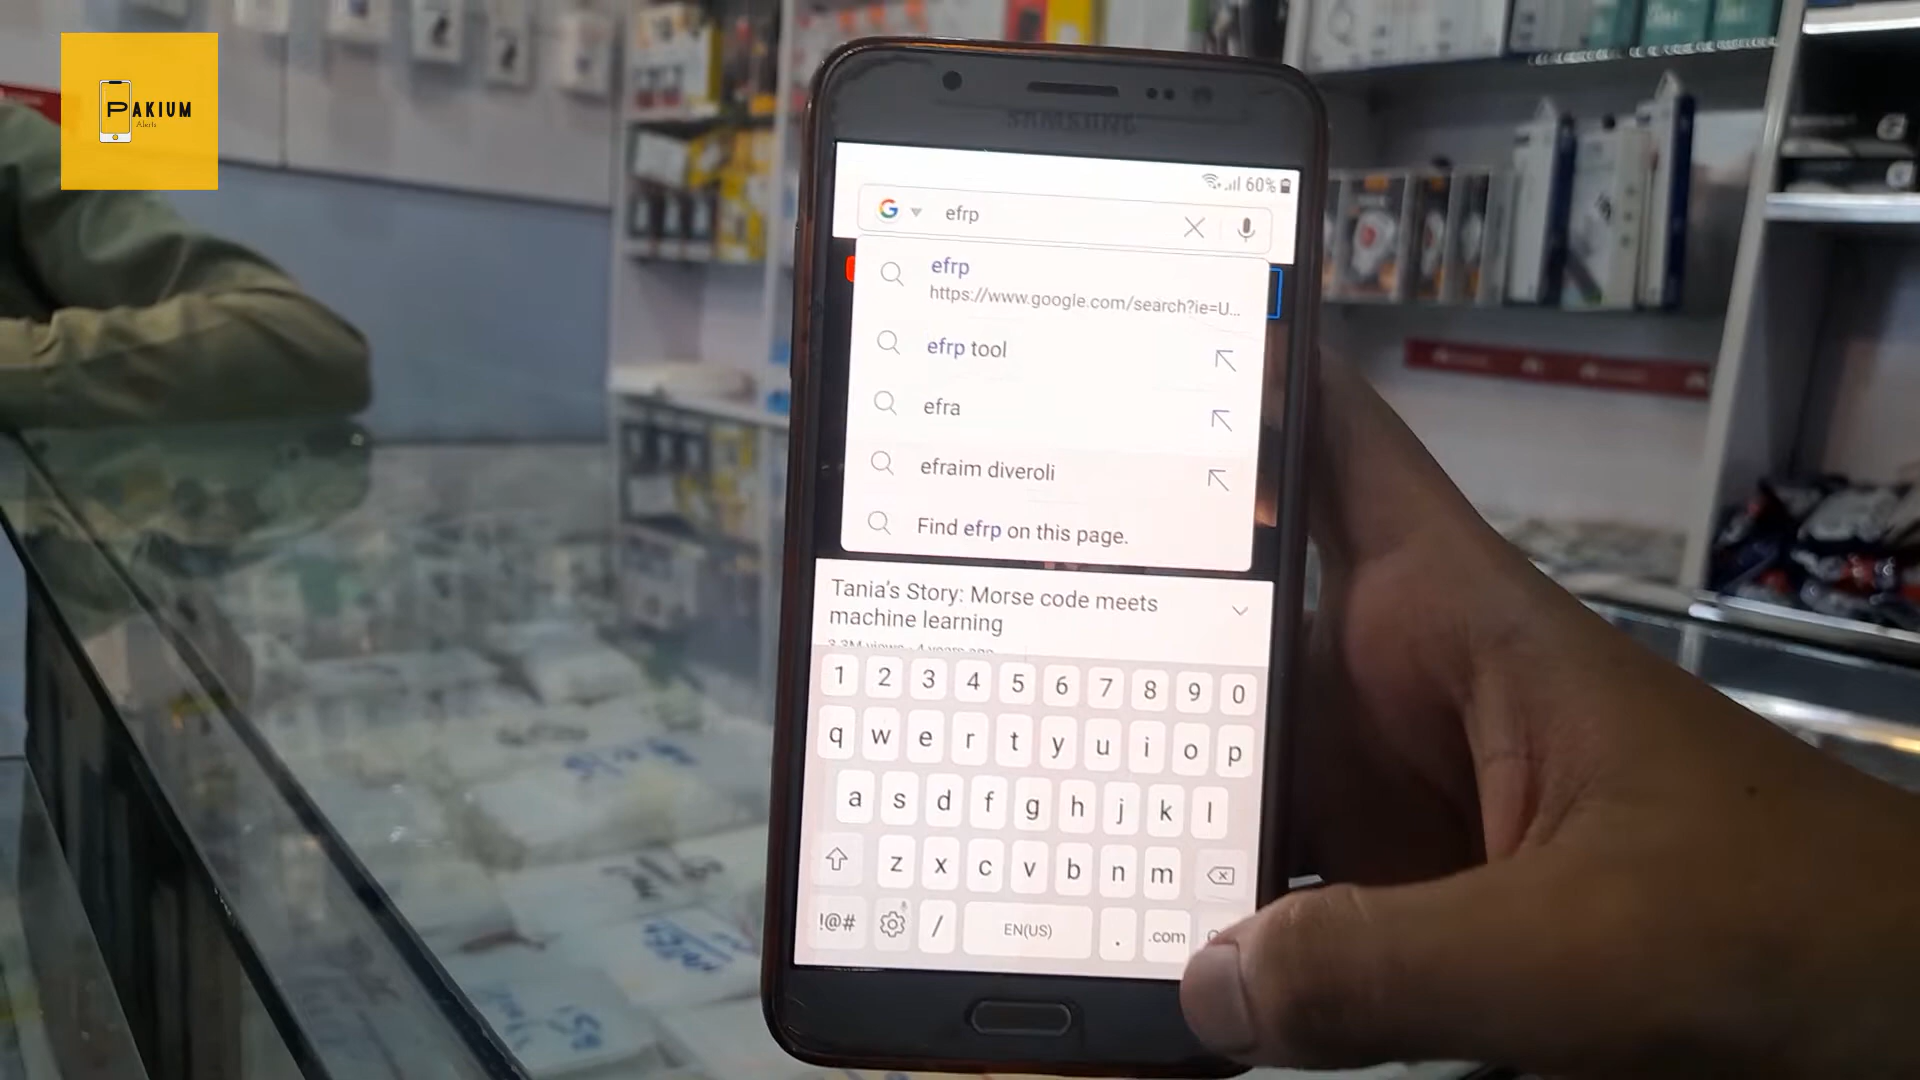 PAKIUM
Alerts
SAMSUNG
60%
efrp
efrp
https://www.google.com/search?ie=U...
efrp tool
efra
efraim diveroli
Find efrp on this page.
Tania's Story: Morse code meets
machine learning
1 2 3 4 5 6 7 8 9 0
q w e r t y u i o p
a s d f g h j k l
z x c v b n m
!@# / EN(US) . .com